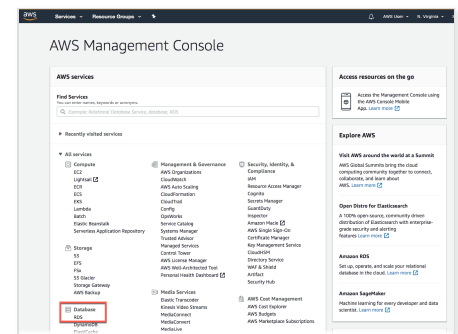 aws
Services
Resource Groups
AWS User
N. Virginia
AWS Management Console
AWS services
Find Services
You can enter names, keywords or acronyms.
Example: Relational Database Service, database, RDS
Recently visited services
All services
Compute
EC2
Lightsail
ECR
ECS
EKS
Lambda
Batch
Elastic Beanstalk
Serverless Application Repository
Storage
S3
EFS
FSx
S3 Glacier
Storage Gateway
AWS Backup
Database
RDS
DynamoDB
ElastiCache
Management & Governance
AWS Organizations
CloudWatch
AWS Auto Scaling
CloudFormation
CloudTrail
Config
OpsWorks
Service Catalog
Systems Manager
Trusted Advisor
Managed Services
Control Tower
AWS License Manager
AWS Well-Architected Tool
Personal Health Dashboard
Media Services
Elastic Transcoder
Kinesis Video Streams
MediaConnect
MediaConvert
MediaLive
Security, Identity, &
Compliance
IAM
Resource Access Manager
Cognito
Secrets Manager
GuardDuty
Inspector
Amazon Macie
AWS Single Sign-On
Certificate Manager
Key Management Service
CloudHSM
Directory Service
WAF & Shield
Artifact
Security Hub
AWS Cost Management
AWS Cost Explorer
AWS Budgets
AWS Marketplace Subscriptions
Access resources on the go
Access the Management Console using
the AWS Console Mobile
App. Learn more
Explore AWS
Visit AWS around the world at a Summit
AWS Global Summits bring the cloud
computing community together to connect,
collaborate, and learn about
AWS. Learn more
Open Distro for Elasticsearch
A 100% open-source, community driven
distribution of Elasticsearch with enterprise-
grade security and alerting
features Learn more
Amazon RDS
Set up, operate, and scale your relational
database in the cloud. Learn more
Amazon SageMaker
Machine learning for every developer and data
scientist. Learn more